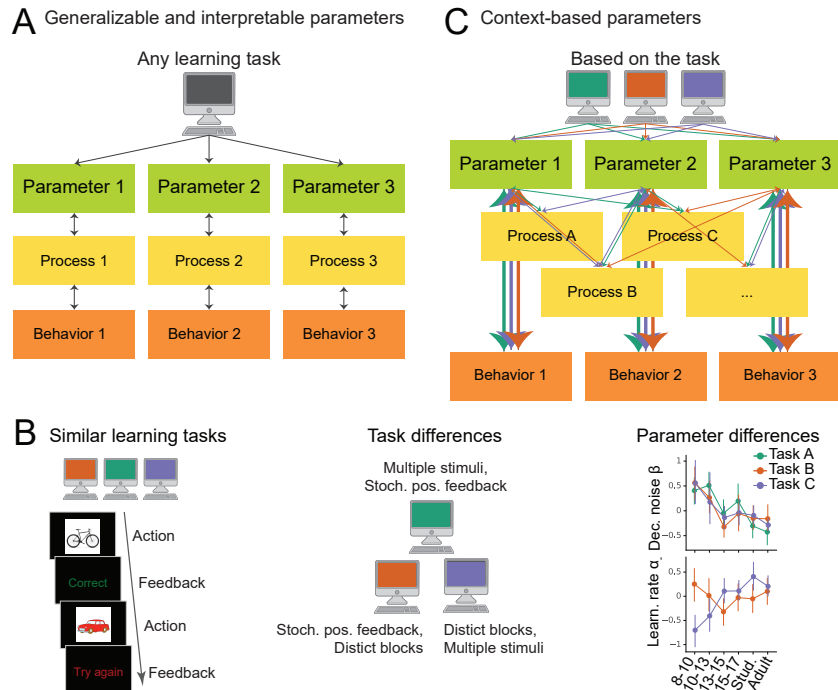 A Generalizable and interpretable parameters
Any learning task
Parameter 1 Parameter 2 Parameter 3
Process 1 Process 2 Process 3
Behavior 1 Behavior 2 Behavior 3
C Context-based parameters
Based on the task
Parameter 1 Parameter 2 Parameter 3
Process A Process C
Process B ...
Behavior 1 Behavior 2 Behavior 3
B Similar learning tasks
Action
Correct
Feedback
Action
Try again
Feedback
Task differences
Multiple stimuli,
Stoch. pos. feedback
Stoch. pos. feedback,
Distict blocks
Distict blocks,
Multiple stimuli
Parameter differences
Task A
Task B
Task C
Dec. noise β
1
0.5
0
−0.5
Learn. rate α
0.5
0
−0.5
−1
8-10
10-13
13-15
15-17
Stud.
Adult